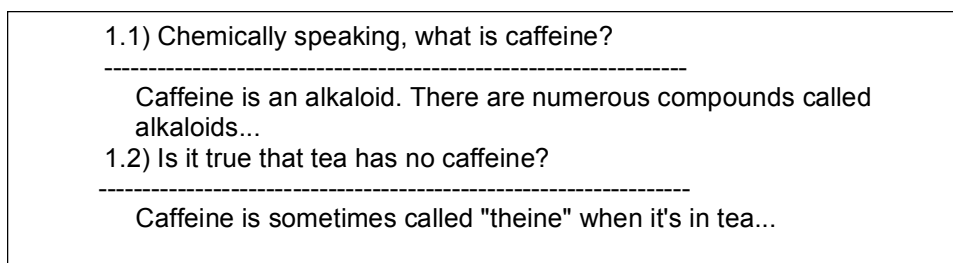 1.1) Chemically speaking, what is caffeine?
------------------------------------------------------------------
Caffeine is an alkaloid. There are numerous compounds called
alkaloids...
1.2) Is it true that tea has no caffeine?
-------------------------------------------------------------------
Caffeine is sometimes called "theine" when it's in tea...